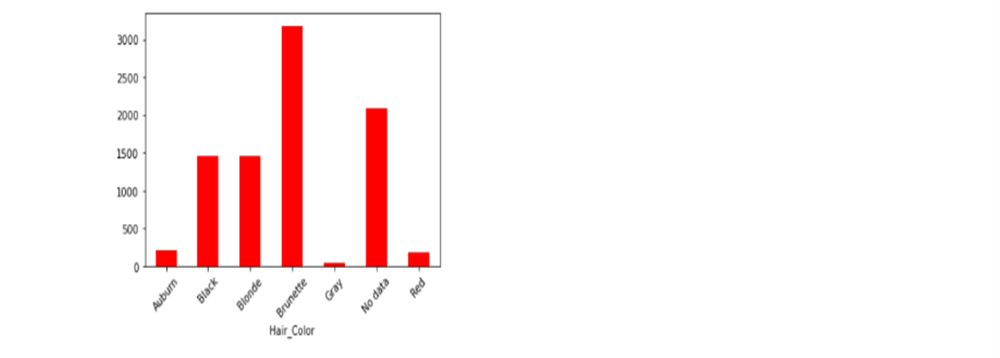 3000
2500
2000
1500
1000
500
0
Auburn
Black
Blonde
Brunette
Gray
No data
Red
Hair_Color